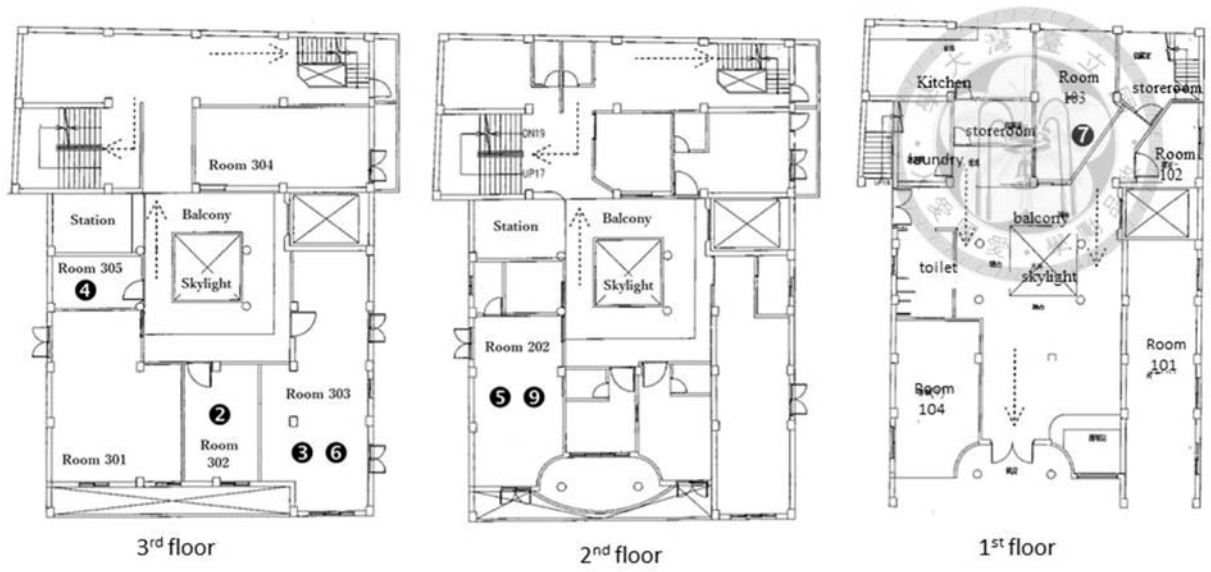 Room 304
Station
Balcony
Room 305
4
Skylight
Room 303
2
Room
302
3 6
Room 301
3rd floor
DN19
UP17
Station
Balcony
Skylight
Room 202
5 9
2nd floor
Kitchen
Room
103
storeroom
storeroom
7
laundry
Room
102
balcony
toilet
skylight
Room
101
Room
104
1st floor